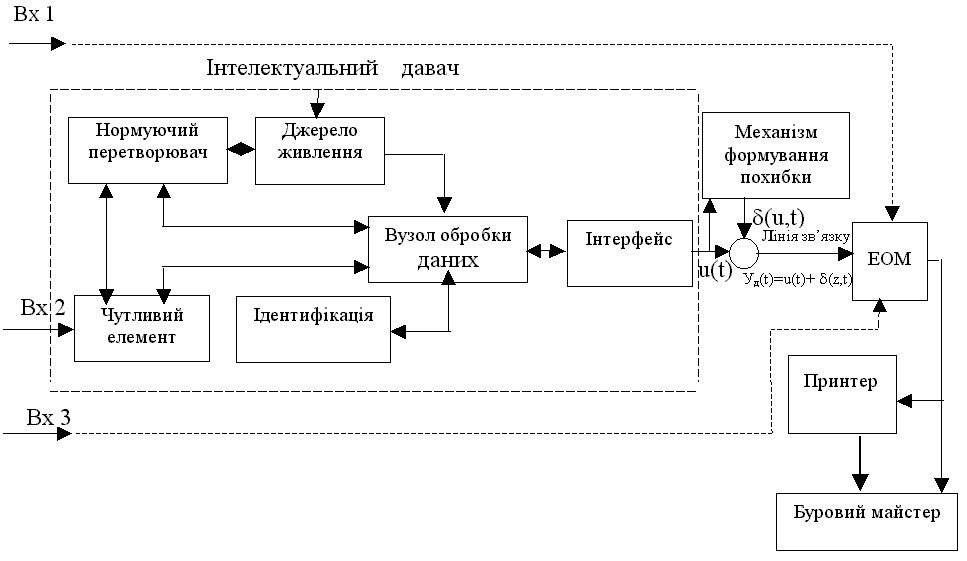 Вх 1
Інтелектуальний давач
Нормуючий
перетворювач
Джерело
живлення
Механізм
формування
похибки
δ(u,t)
Вузол обробки
даних
Інтерфейс
u(t)
Лінія зв’язку
ЕОМ
Уд(t)=u(t)+ δ(z,t)
Вх 2
Чутливий
елемент
Ідентифікація
Принтер
Вх 3
Буровий майстер